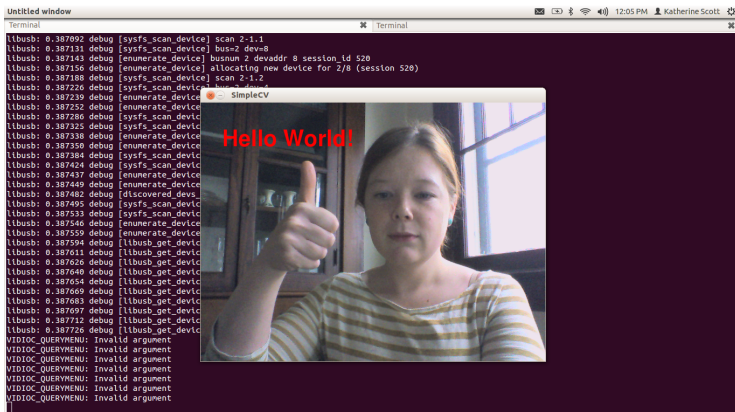 Untitled window
12:05 PM Katherine Scott
Terminal
Terminal
libusb: 0.387092 debug [sysfs_scan_device] scan 2-1.1
libusb: 0.387131 debug [sysfs_scan_device] bus=2 dev=8
libusb: 0.387143 debug [enumerate_device] busnum 2 devaddr 8 session_id 520
libusb: 0.387156 debug [enumerate_device] allocating new device for 2/8 (session 520)
libusb: 0.387188 debug [sysfs_scan_device] scan 2-1.2
libusb: 0.387226 debug [sysfs_scan_device] bus=2 dev=4
libusb: 0.387239 debug [enumerate_device
libusb: 0.387252 debug [enumerate_device
libusb: 0.387286 debug [sysfs_scan_devic
libusb: 0.387325 debug [sysfs_scan_devic
libusb: 0.387338 debug [enumerate_device
libusb: 0.387350 debug [enumerate_device
libusb: 0.387384 debug [sysfs_scan_devic
libusb: 0.387424 debug [sysfs_scan_devic
libusb: 0.387437 debug [enumerate_device
libusb: 0.387449 debug [enumerate_device
libusb: 0.387482 debug [discovered_devs_
libusb: 0.387495 debug [sysfs_scan_devic
libusb: 0.387533 debug [sysfs_scan_devic
libusb: 0.387546 debug [enumerate_device
libusb: 0.387559 debug [enumerate_device
libusb: 0.387594 debug [libusb_get_devic
libusb: 0.387611 debug [libusb_get_devic
libusb: 0.387626 debug [libusb_get_devic
libusb: 0.387640 debug [libusb_get_devic
libusb: 0.387654 debug [libusb_get_devic
libusb: 0.387669 debug [libusb_get_devic
libusb: 0.387683 debug [libusb_get_devic
libusb: 0.387697 debug [libusb_get_devic
libusb: 0.387712 debug [libusb_get_devic
libusb: 0.387726 debug [libusb_get_devic
VIDIOC_QUERYMENU: Invalid argument
VIDIOC_QUERYMENU: Invalid argument
VIDIOC_QUERYMENU: Invalid argument
VIDIOC_QUERYMENU: Invalid argument
VIDIOC_QUERYMENU: Invalid argument
VIDIOC_QUERYMENU: Invalid argument
VIDIOC_QUERYMENU: Invalid argument
SimpleCV
Hello World!